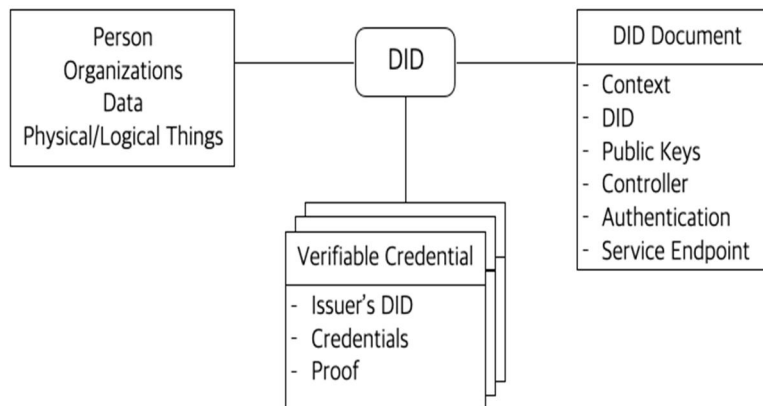 Person
Organizations
Data
Physical/Logical Things
DID
DID Document
- Context
- DID
- Public Keys
- Controller
- Authentication
- Service Endpoint
Verifiable Credential
- Issuer’s DID
- Credentials
- Proof